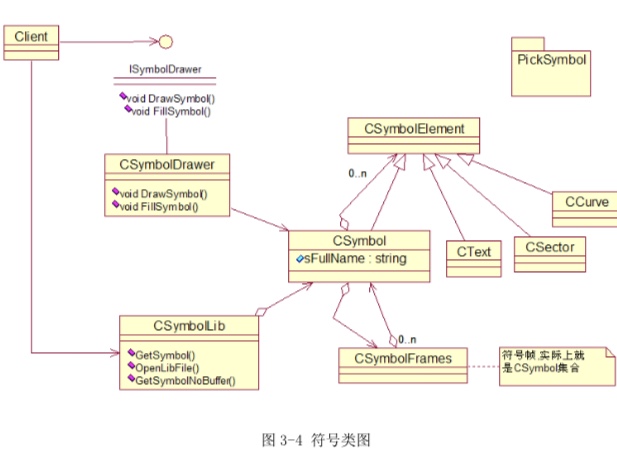 Client
ISymbolDrawer
void DrawSymbol()
void FillSymbol()
PickSymbol
CSymbolElement
CSymbolDrawer
void DrawSymbol()
void FillSymbol()
0..n
CCurve
CText
CSector
CSymbol
sFullName : string
CSymbolLib
GetSymbol()
OpenLibFile()
GetSymbolNoBuffer()
0..n
CSymbolFrames
符号帧,实际上就
是CSymbol集合
图 3-4 符号类图